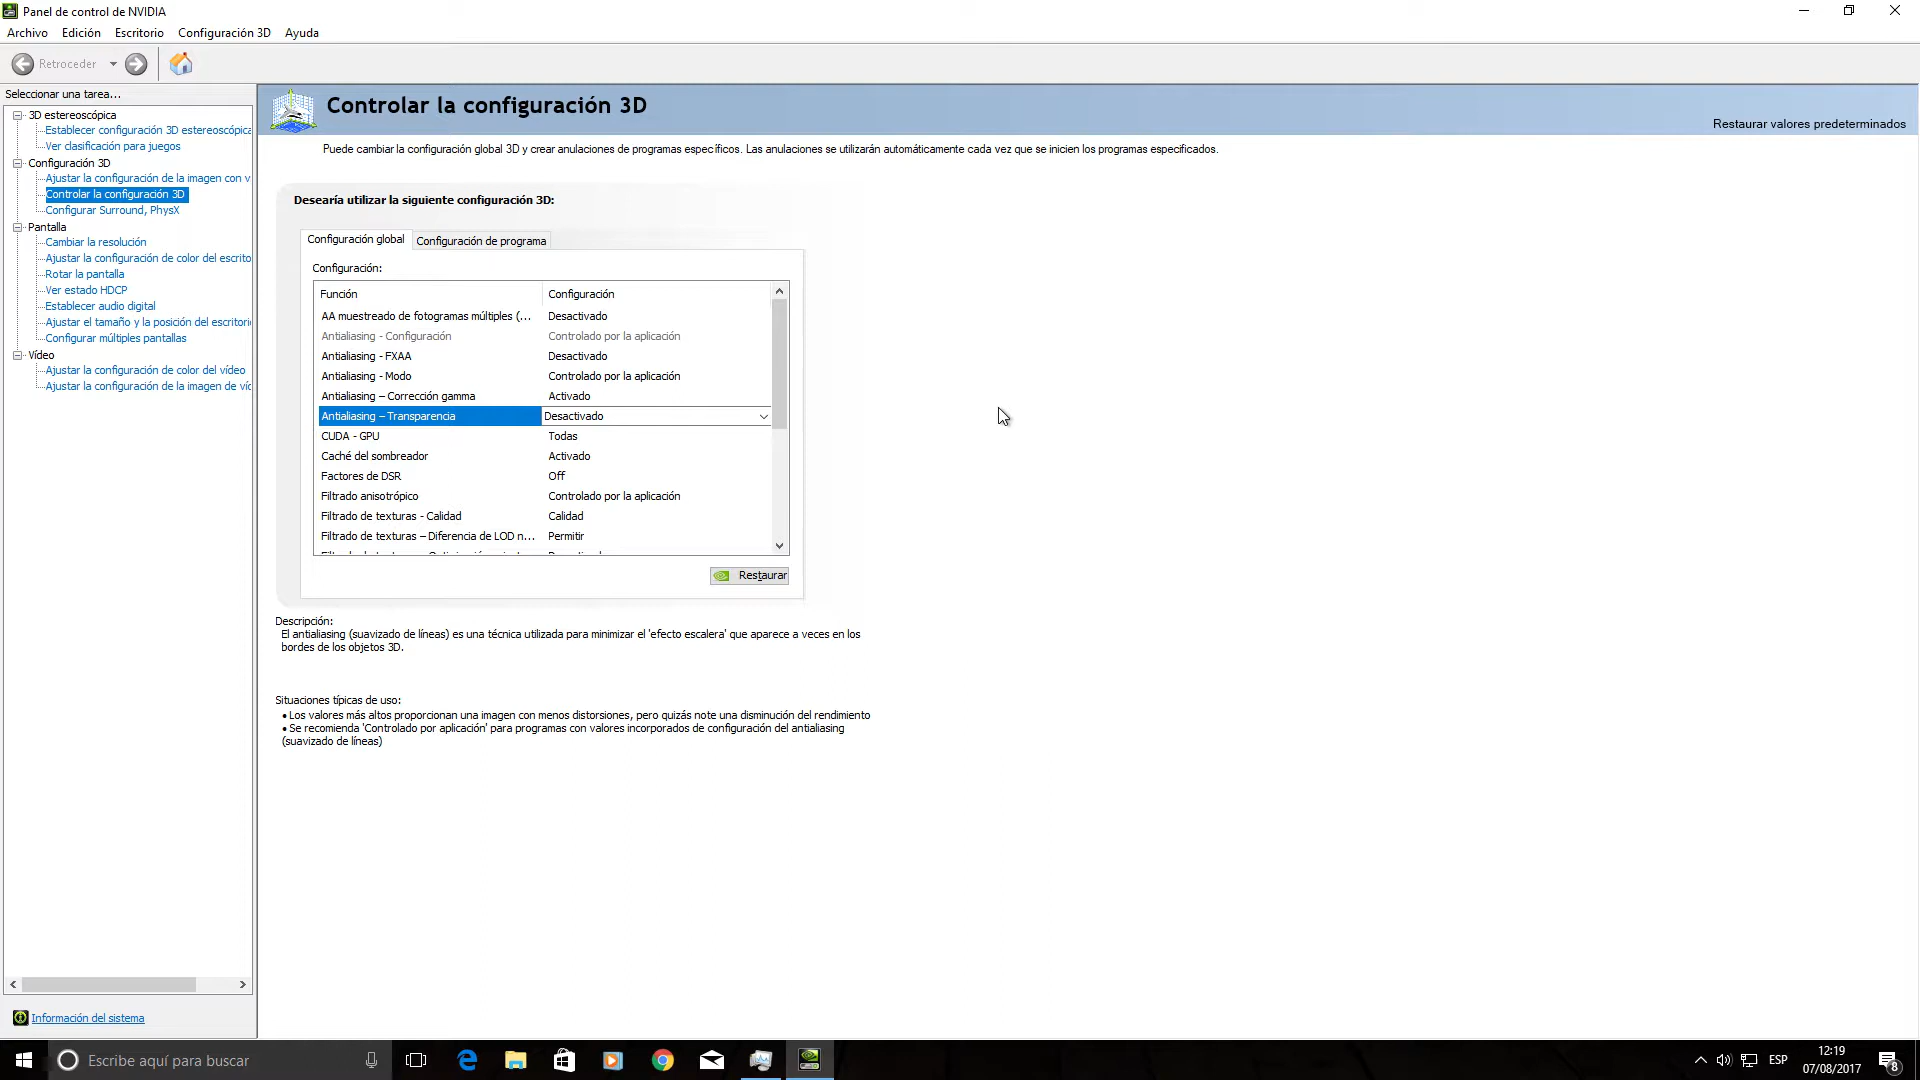 Panel de control de NVIDIA
Archivo Edición Escritorio Configuración 3D Ayuda
Retroceder
Seleccionar una tarea...
3D estereoscópica
Establecer configuración 3D estereoscópica
Ver clasificación para juegos
Configuración 3D
Ajustar la configuración de la imagen con v
Controlar la configuración 3D
Configurar Surround, PhysX
Pantalla
Cambiar la resolución
Ajustar la configuración de color del escrito
Rotar la pantalla
Ver estado HDCP
Establecer audio digital
Ajustar el tamaño y la posición del escritori
Configurar múltiples pantallas
Vídeo
Ajustar la configuración de color del vídeo
Ajustar la configuración de la imagen de víd
Información del sistema
Controlar la configuración 3D
Restaurar valores predeterminados
Puede cambiar la configuración global 3D y crear anulaciones de programas específicos. Las anulaciones se utilizarán automáticamente cada vez que se inicien los programas especificados.
Desearía utilizar la siguiente configuración 3D:
Configuración global Configuración de programa
Configuración:
Función Configuración
AA muestreado de fotogramas múltiples (... Desactivado
Antialiasing - Configuración Controlado por la aplicación
Antialiasing - FXAA Desactivado
Antialiasing - Modo Controlado por la aplicación
Antialiasing – Corrección gamma Activado
Antialiasing – Transparencia Desactivado
CUDA - GPU Todas
Caché del sombreador Activado
Factores de DSR Off
Filtrado anisotrópico Controlado por la aplicación
Filtrado de texturas - Calidad Calidad
Filtrado de texturas – Diferencia de LOD n... Permitir
Restaurar
Descripción:
El antialiasing (suavizado de líneas) es una técnica utilizada para minimizar el 'efecto escalera' que aparece a veces en los
bordes de los objetos 3D.
Situaciones típicas de uso:
• Los valores más altos proporcionan una imagen con menos distorsiones, pero quizás note una disminución del rendimiento
• Se recomienda 'Controlado por aplicación' para programas con valores incorporados de configuración del antialiasing
(suavizado de líneas)
Escribe aquí para buscar
ESP
12:19
07/08/2017
8